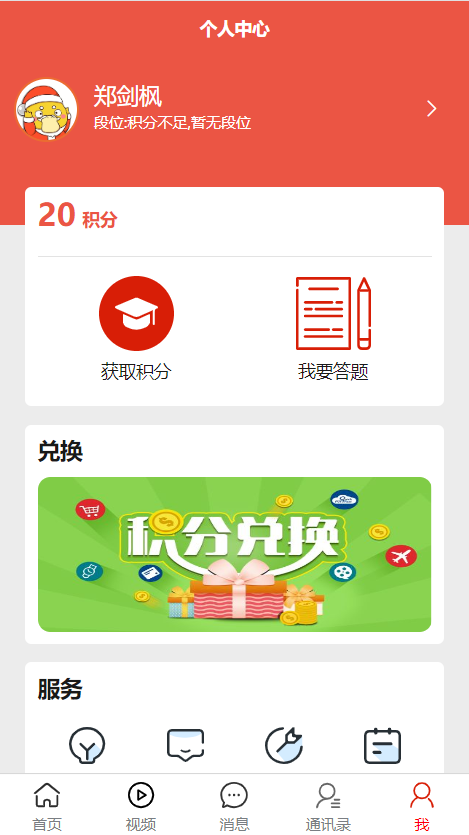 个人中心
郑剑枫
段位:积分不足,暂无段位
20 积分
获取积分
我要答题
兑换
积分兑换
服务
首页
视频
消息
通讯录
我